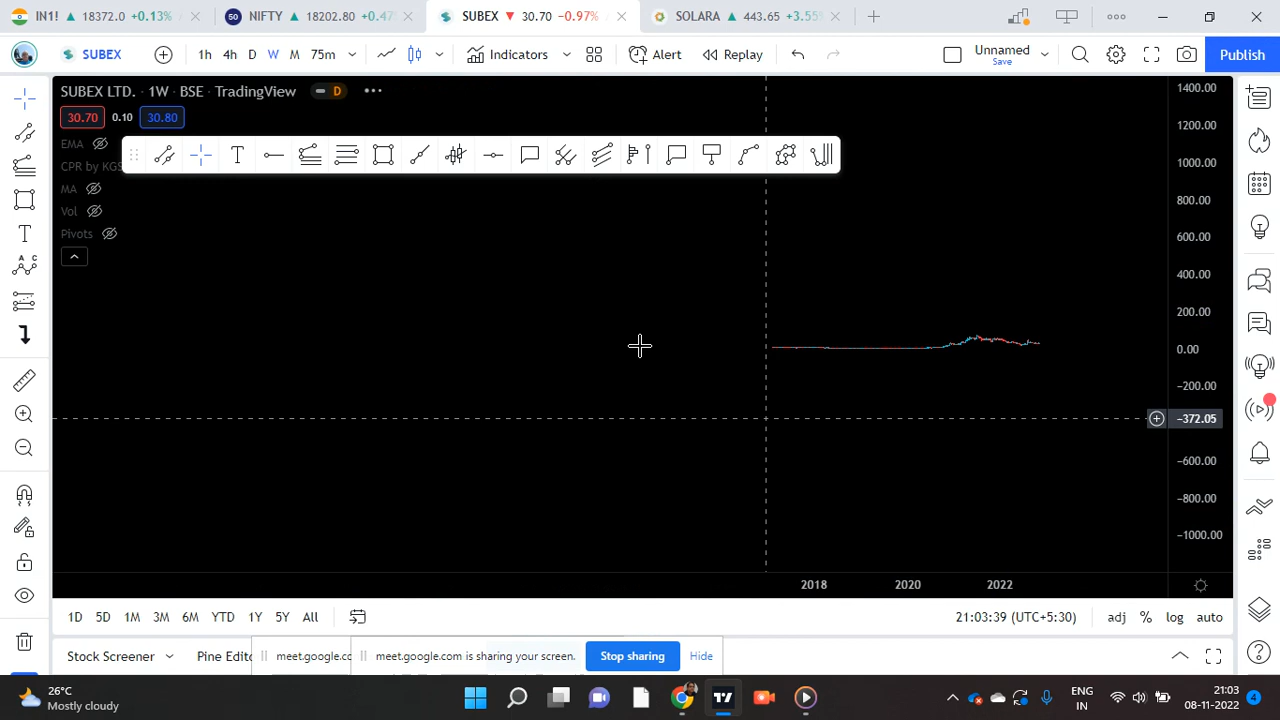 IN1! ▲ 18372.0 +0.13%
50 NIFTY ▲ 18202.80 +0.47%
SUBEX ▼ 30.70 −0.97%
SOLARA ▲ 443.65 +3.55%
SUBEX
1h 4h D W M 75m
Indicators
Alert
Replay
Unnamed
Save
Publish
SUBEX LTD. · 1W · BSE · TradingView
D
30.70 0.10 30.80
EMA
CPR by KGS
MA
Vol
Pivots
1400.00
1200.00
1000.00
800.00
600.00
400.00
200.00
0.00
−200.00
−372.05
−600.00
−800.00
−1000.00
2018 2020 2022
1D 5D 1M 3M 6M YTD 1Y 5Y All
21:03:39 (UTC+5:30)
adj % log auto
Stock Screener
Pine Edito
meet.google.co
meet.google.com is sharing your screen.
Stop sharing
Hide
26°C
Mostly cloudy
ENG
IN
21:03
08-11-2022
4